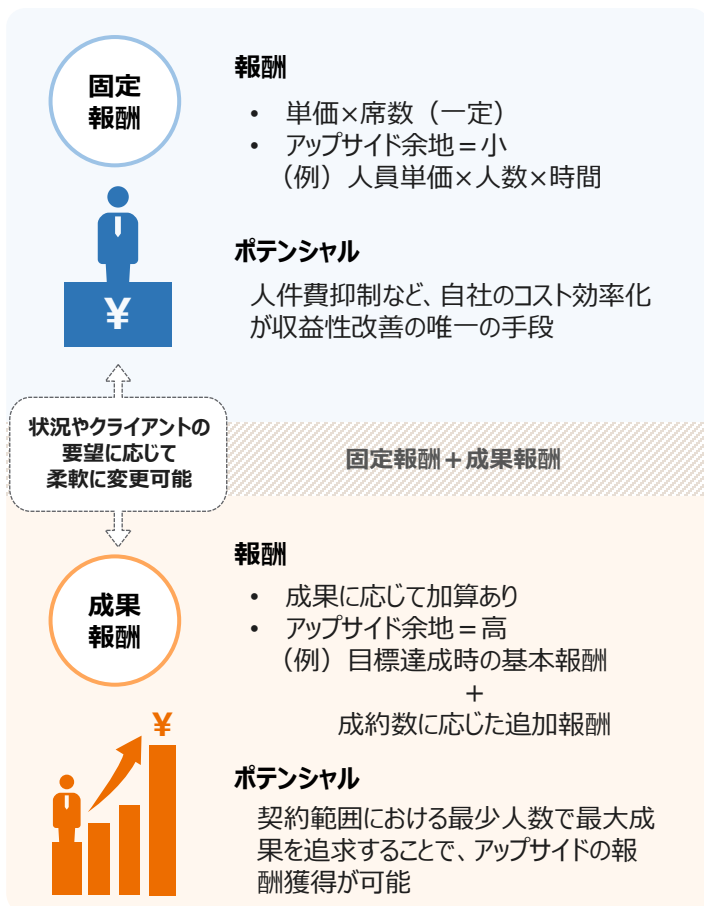 固定
報酬
報酬
• 単価×席数（一定）
• アップサイド余地＝小
（例）人員単価×人数×時間
¥
ポテンシャル
人件費抑制など、自社のコスト効率化
が収益性改善の唯一の手段
状況やクライアントの
要望に応じて
柔軟に変更可能
固定報酬＋成果報酬
成果
報酬
報酬
• 成果に応じて加算あり
• アップサイド余地＝高
（例）目標達成時の基本報酬
＋
成約数に応じた追加報酬
¥
ポテンシャル
契約範囲における最少人数で最大成
果を追求することで、アップサイドの報
酬獲得が可能